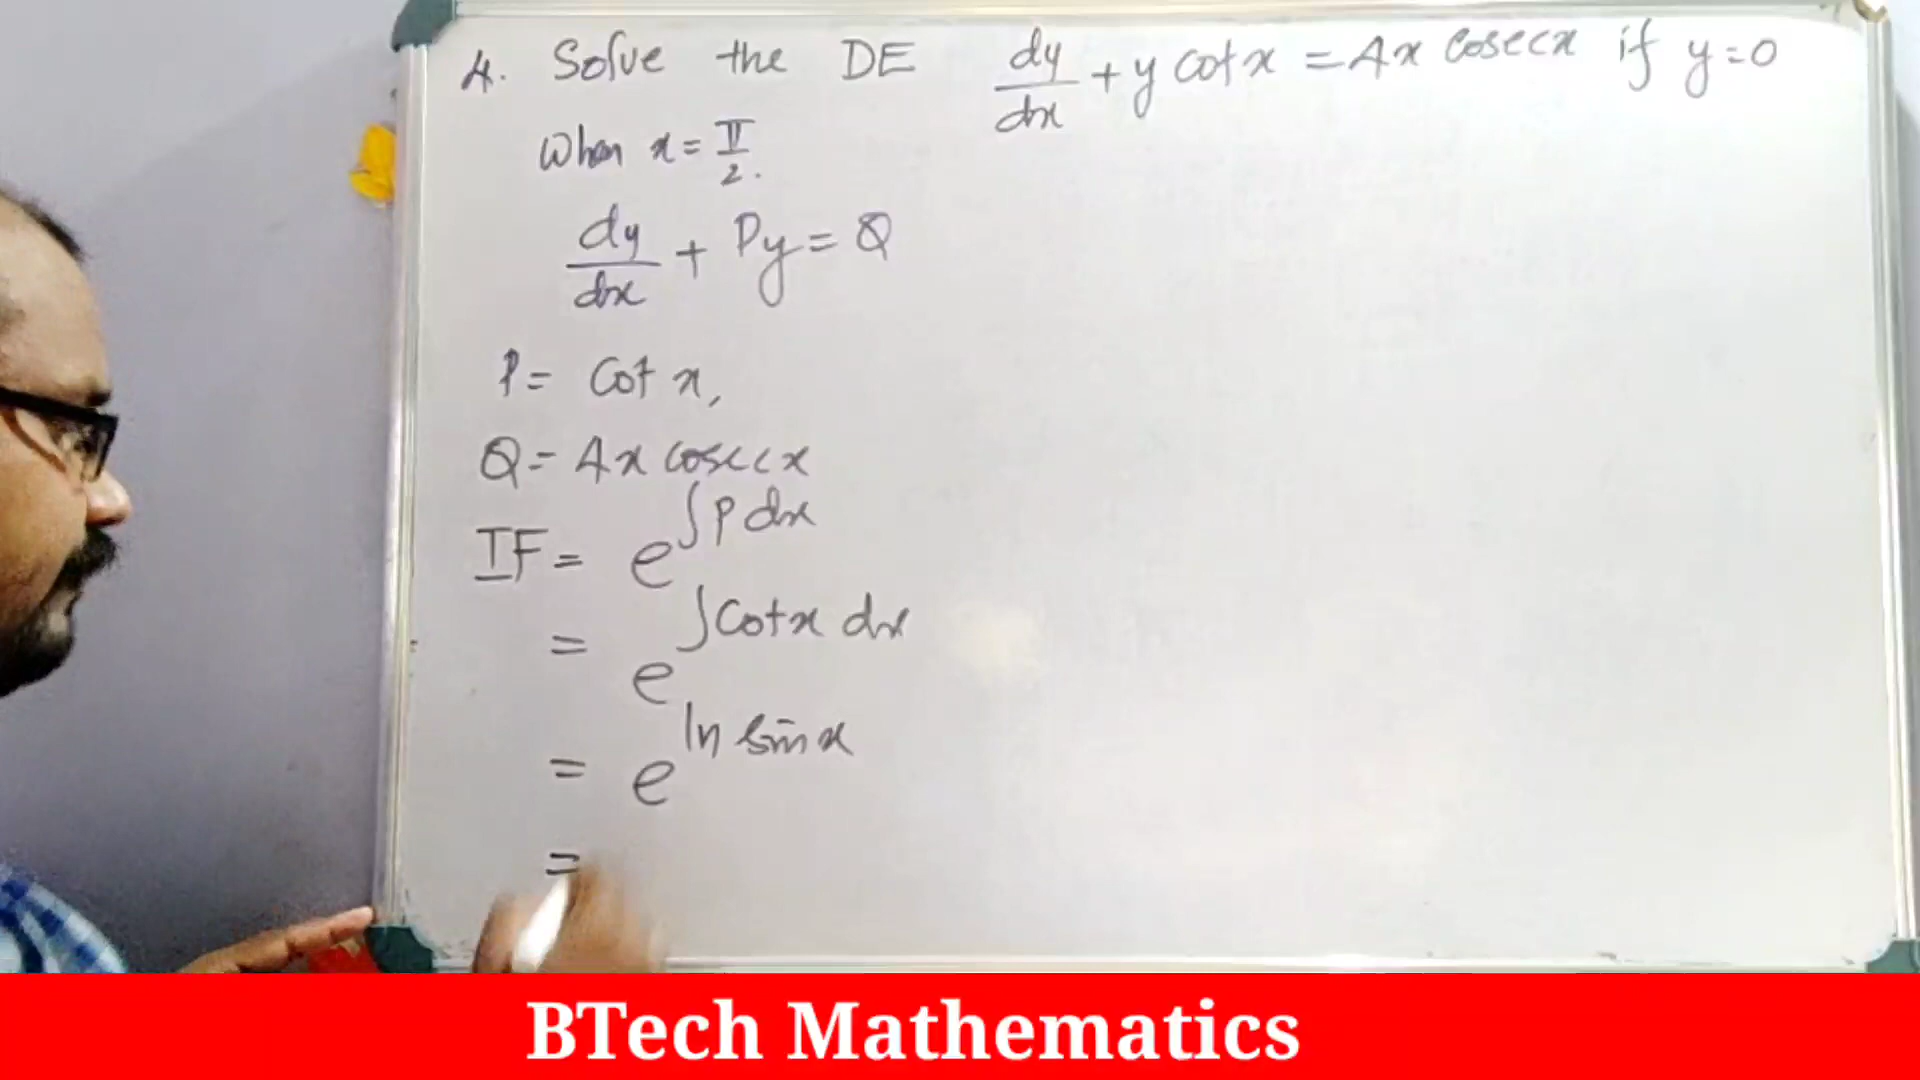 4. Solve the DE dy/dx + y cot x = 4x cosec x if y = 0
When x = π/2.
dy/dx + Py = Q
P = Cot x,
Q = 4x cosec x
IF = e^∫P dx
= e^∫Cot x dx
= e^ln sin x
=
BTech Mathematics